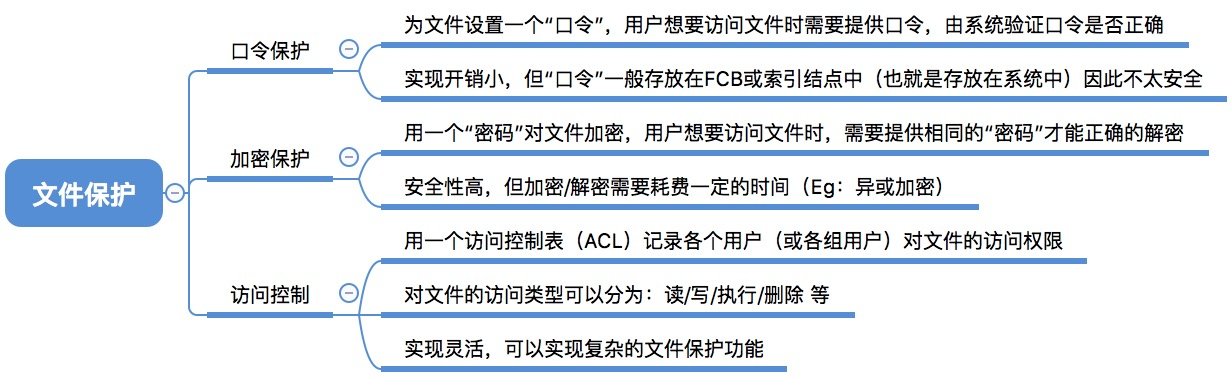 文件保护
口令保护
为文件设置一个“口令”，用户想要访问文件时需要提供口令，由系统验证口令是否正确
实现开销小，但“口令”一般存放在FCB或索引结点中（也就是存放在系统中）因此不太安全
加密保护
用一个“密码”对文件加密，用户想要访问文件时，需要提供相同的“密码”才能正确的解密
安全性高，但加密/解密需要耗费一定的时间（Eg：异或加密）
访问控制
用一个访问控制表（ACL）记录各个用户（或各组用户）对文件的访问权限
对文件的访问类型可以分为：读/写/执行/删除 等
实现灵活，可以实现复杂的文件保护功能